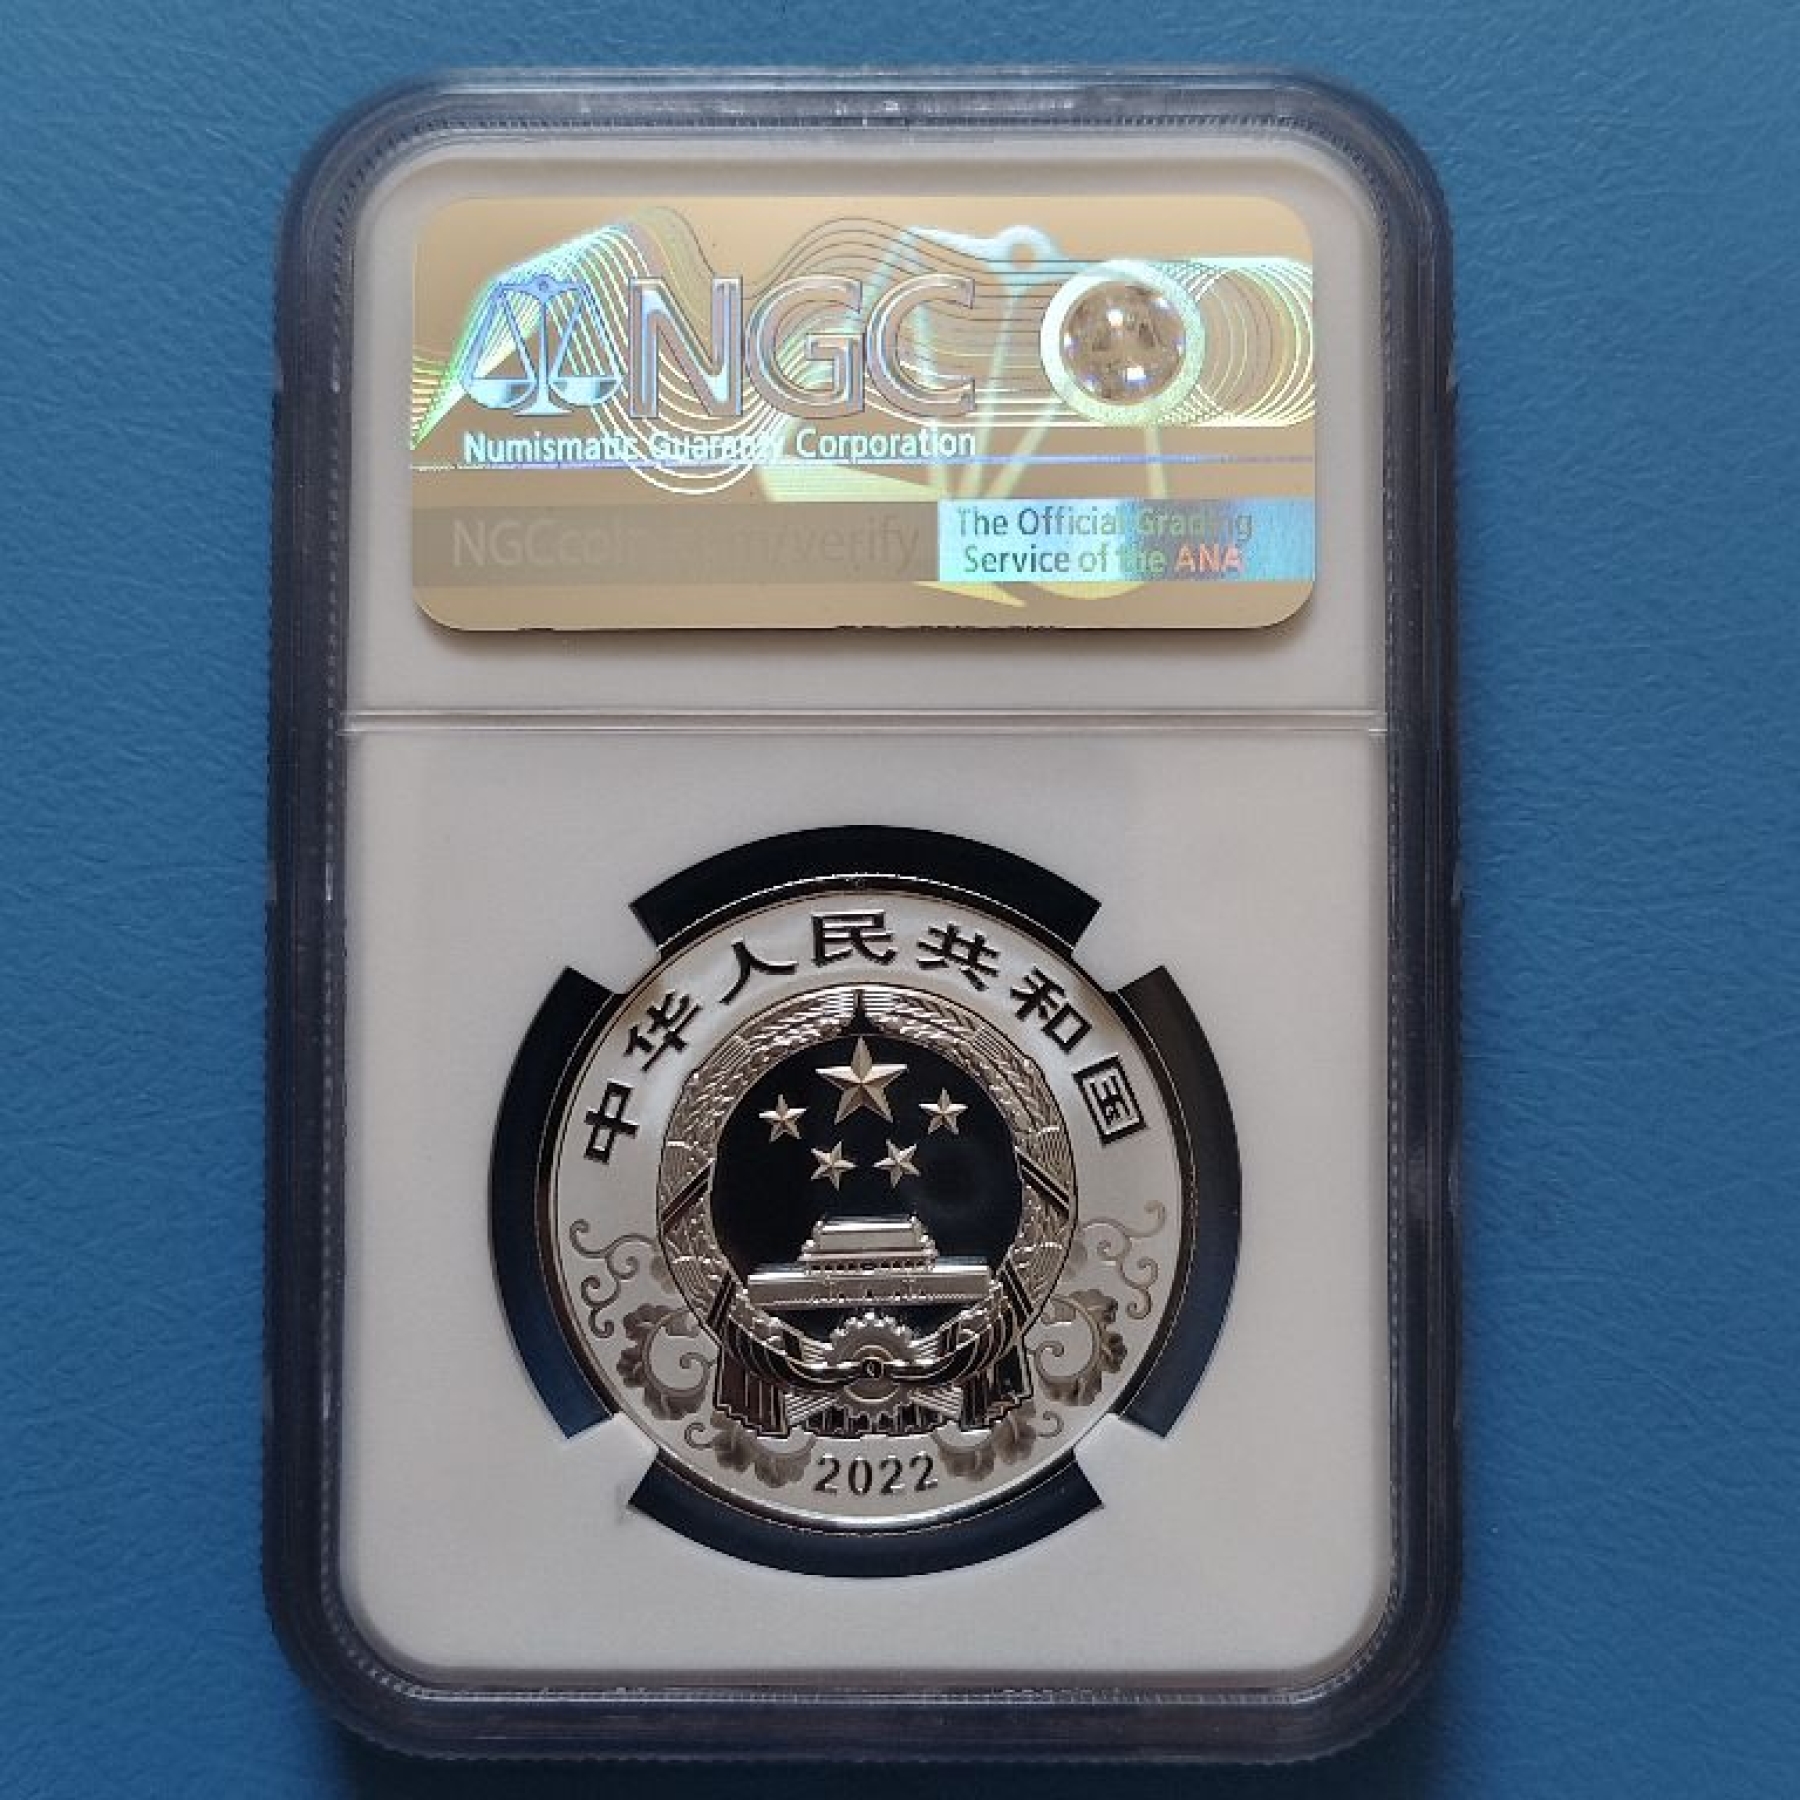 NGC
Numismatic Guaranty Corporation
The Official Grading
Service of the ANA
中华人民共和国
2022